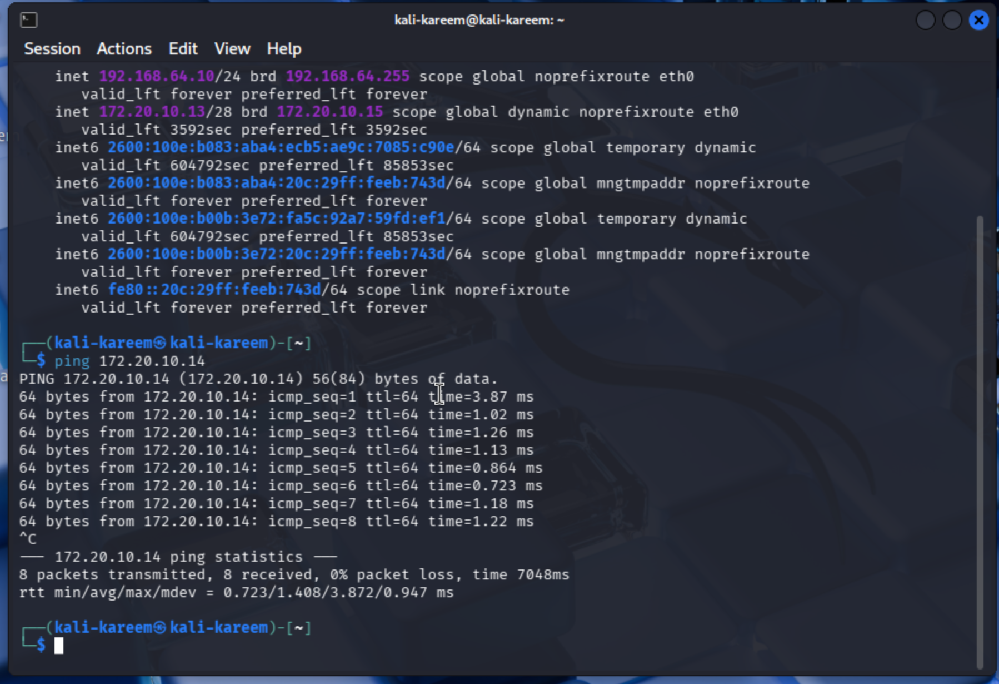 kali-kareem@kali-kareem: ~
Session Actions Edit View Help
inet 192.168.64.10/24 brd 192.168.64.255 scope global noprefixroute eth0
valid_lft forever preferred_lft forever
inet 172.20.10.13/28 brd 172.20.10.15 scope global dynamic noprefixroute eth0
valid_lft 3592sec preferred_lft 3592sec
inet6 2600:100e:b083:aba4:ecb5:ae9c:7085:c90e/64 scope global temporary dynamic
valid_lft 604792sec preferred_lft 85853sec
inet6 2600:100e:b083:aba4:20c:29ff:feeb:743d/64 scope global mngtmpaddr noprefixroute
valid_lft forever preferred_lft forever
inet6 2600:100e:b00b:3e72:fa5c:92a7:59fd:ef1/64 scope global temporary dynamic
valid_lft 604792sec preferred_lft 85853sec
inet6 2600:100e:b00b:3e72:20c:29ff:feeb:743d/64 scope global mngtmpaddr noprefixroute
valid_lft forever preferred_lft forever
inet6 fe80::20c:29ff:feeb:743d/64 scope link noprefixroute
valid_lft forever preferred_lft forever
┌──(kali-kareem㉿kali-kareem)-[~]
└─$ ping 172.20.10.14
PING 172.20.10.14 (172.20.10.14) 56(84) bytes of data.
64 bytes from 172.20.10.14: icmp_seq=1 ttl=64 time=3.87 ms
64 bytes from 172.20.10.14: icmp_seq=2 ttl=64 time=1.02 ms
64 bytes from 172.20.10.14: icmp_seq=3 ttl=64 time=1.26 ms
64 bytes from 172.20.10.14: icmp_seq=4 ttl=64 time=1.13 ms
64 bytes from 172.20.10.14: icmp_seq=5 ttl=64 time=0.864 ms
64 bytes from 172.20.10.14: icmp_seq=6 ttl=64 time=0.723 ms
64 bytes from 172.20.10.14: icmp_seq=7 ttl=64 time=1.18 ms
64 bytes from 172.20.10.14: icmp_seq=8 ttl=64 time=1.22 ms
^C
--- 172.20.10.14 ping statistics ---
8 packets transmitted, 8 received, 0% packet loss, time 7048ms
rtt min/avg/max/mdev = 0.723/1.408/3.872/0.947 ms
┌──(kali-kareem㉿kali-kareem)-[~]
└─$